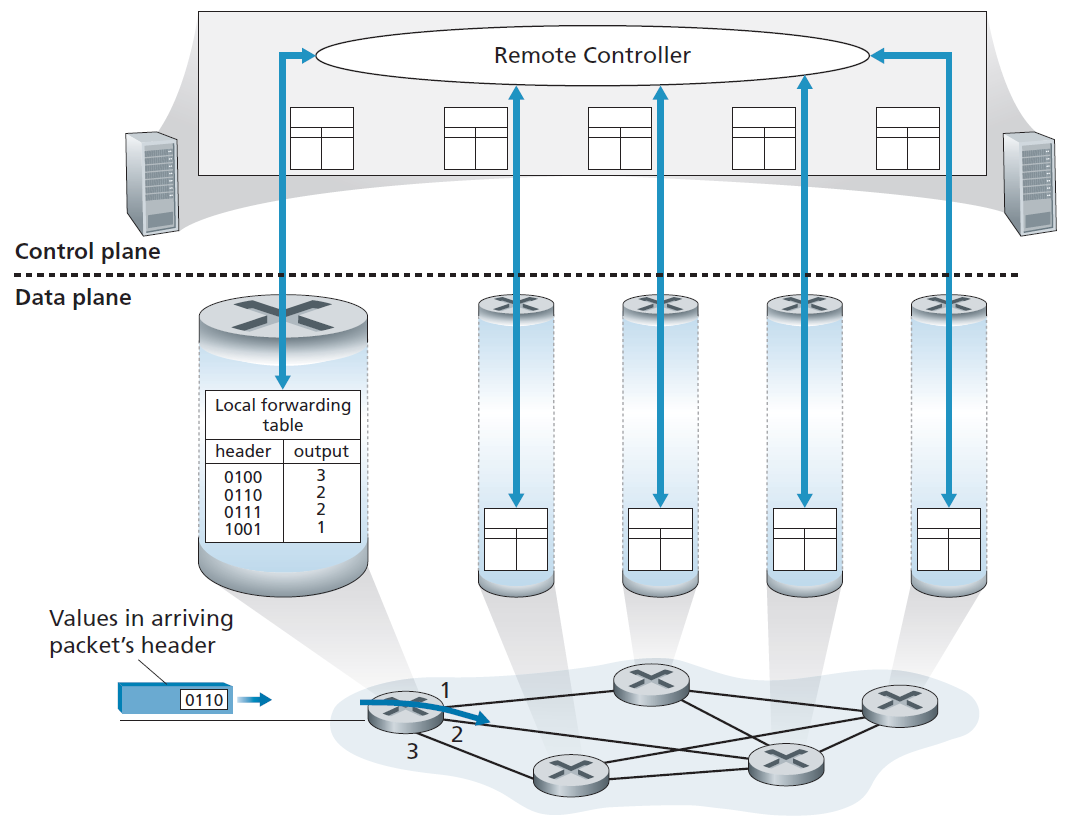 Remote Controller
Control plane
Data plane
Local forwarding
table
header output
0100 3
0110 2
0111 2
1001 1
Values in arriving
packet's header
0110
1
2
3